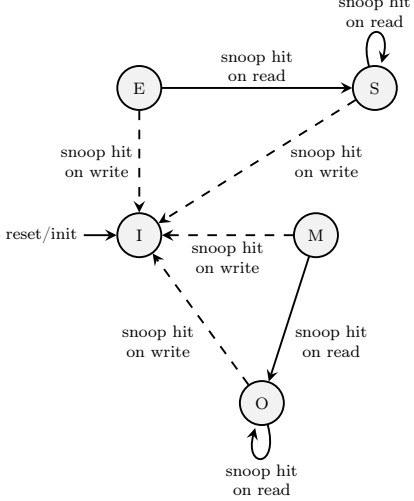 snoop hit
on read
snoop hit
on read
E
S
snoop hit
on write
snoop hit
on write
reset/init
I
M
snoop hit
on write
snoop hit
on write
snoop hit
on read
O
snoop hit
on read